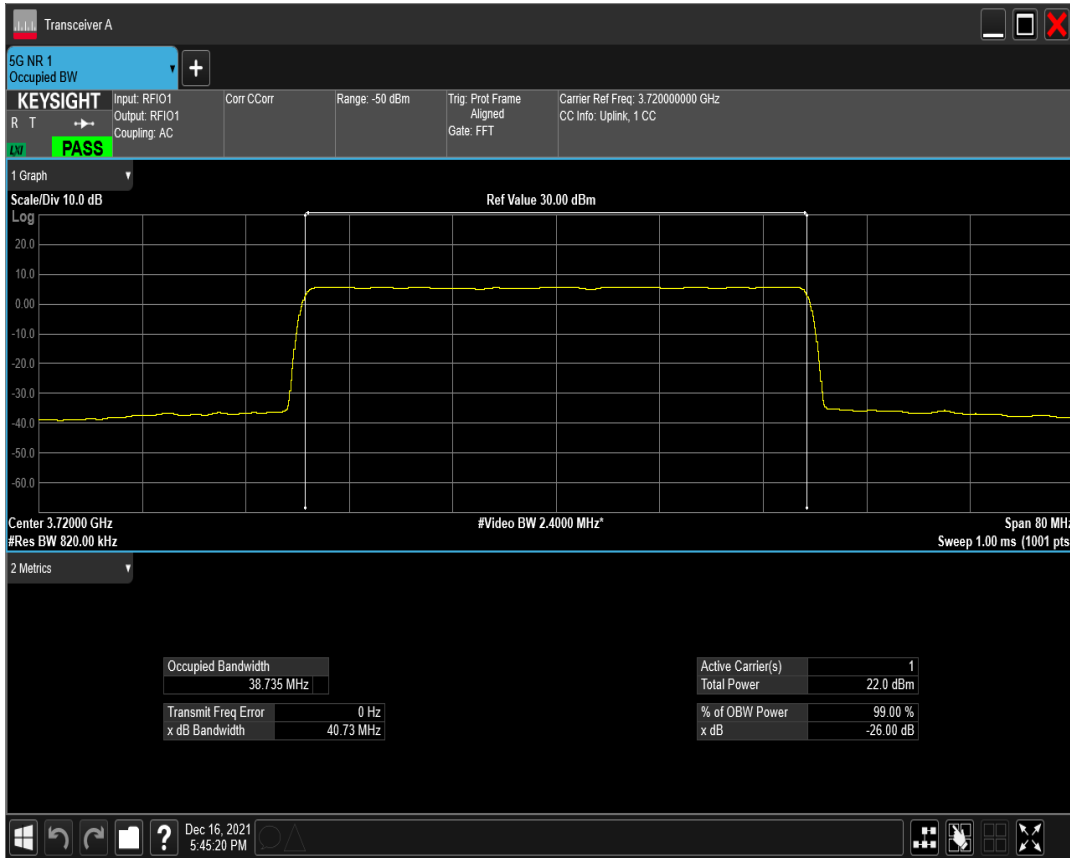 Transceiver A
5G NR 1
Occupied BW
+
KEYSIGHT
R T
LXI
PASS
Input: RFIO1
Output: RFIO1
Coupling: AC
Corr CCorr
Range: -50 dBm
Trig: Prot Frame
Aligned
Gate: FFT
Carrier Ref Freq: 3.720000000 GHz
CC Info: Uplink, 1 CC
1 Graph
Scale/Div 10.0 dB
Ref Value 30.00 dBm
Log
20.0
10.0
0.00
-10.0
-20.0
-30.0
-40.0
-50.0
-60.0
Center 3.72000 GHz
#Video BW 2.4000 MHz*
Span 80 MHz
#Res BW 820.00 kHz
Sweep 1.00 ms (1001 pts
2 Metrics
Occupied Bandwidth
38.735 MHz
Transmit Freq Error 0 Hz
x dB Bandwidth 40.73 MHz
Active Carrier(s) 1
Total Power 22.0 dBm
% of OBW Power 99.00 %
x dB -26.00 dB
?
Dec 16, 2021
5:45:20 PM